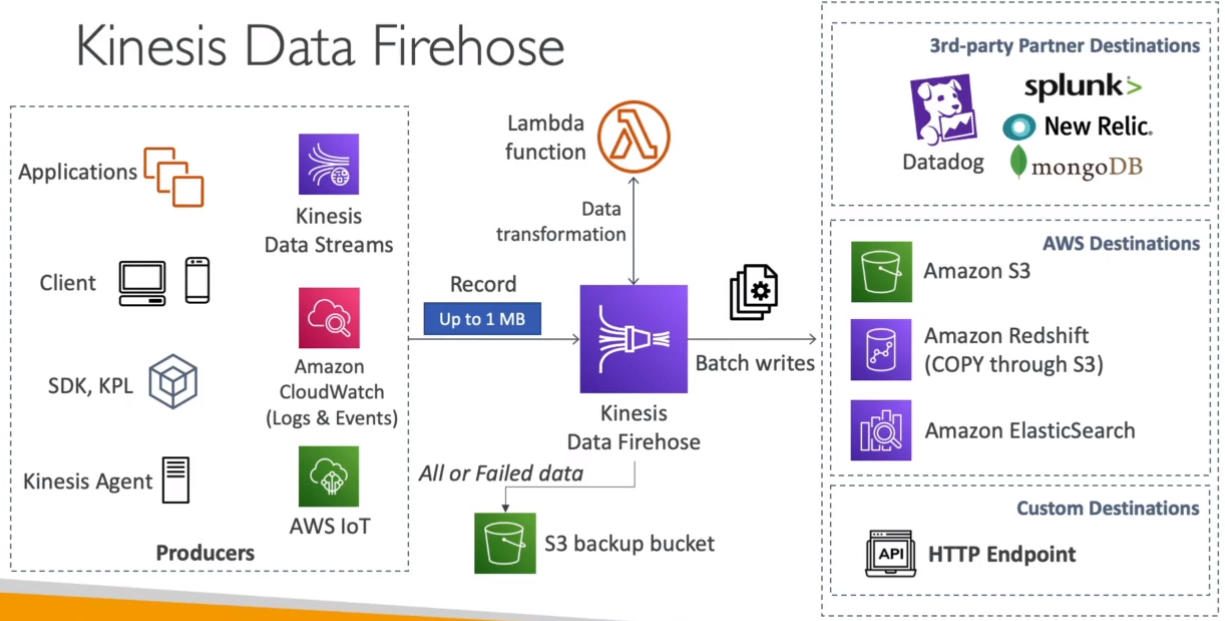 Kinesis Data Firehose
Applications
Kinesis
Data Streams
Client
Amazon
CloudWatch
(Logs & Events)
SDK, KPL
Kinesis Agent
AWS IoT
Producers
Lambda
function
Data
transformation
Record
Up to 1 MB
Kinesis
Data Firehose
Batch writes
All or Failed data
S3 backup bucket
3rd-party Partner Destinations
Datadog
splunk>
New Relic.
mongoDB
AWS Destinations
Amazon S3
Amazon Redshift
(COPY through S3)
Amazon ElasticSearch
Custom Destinations
API
HTTP Endpoint